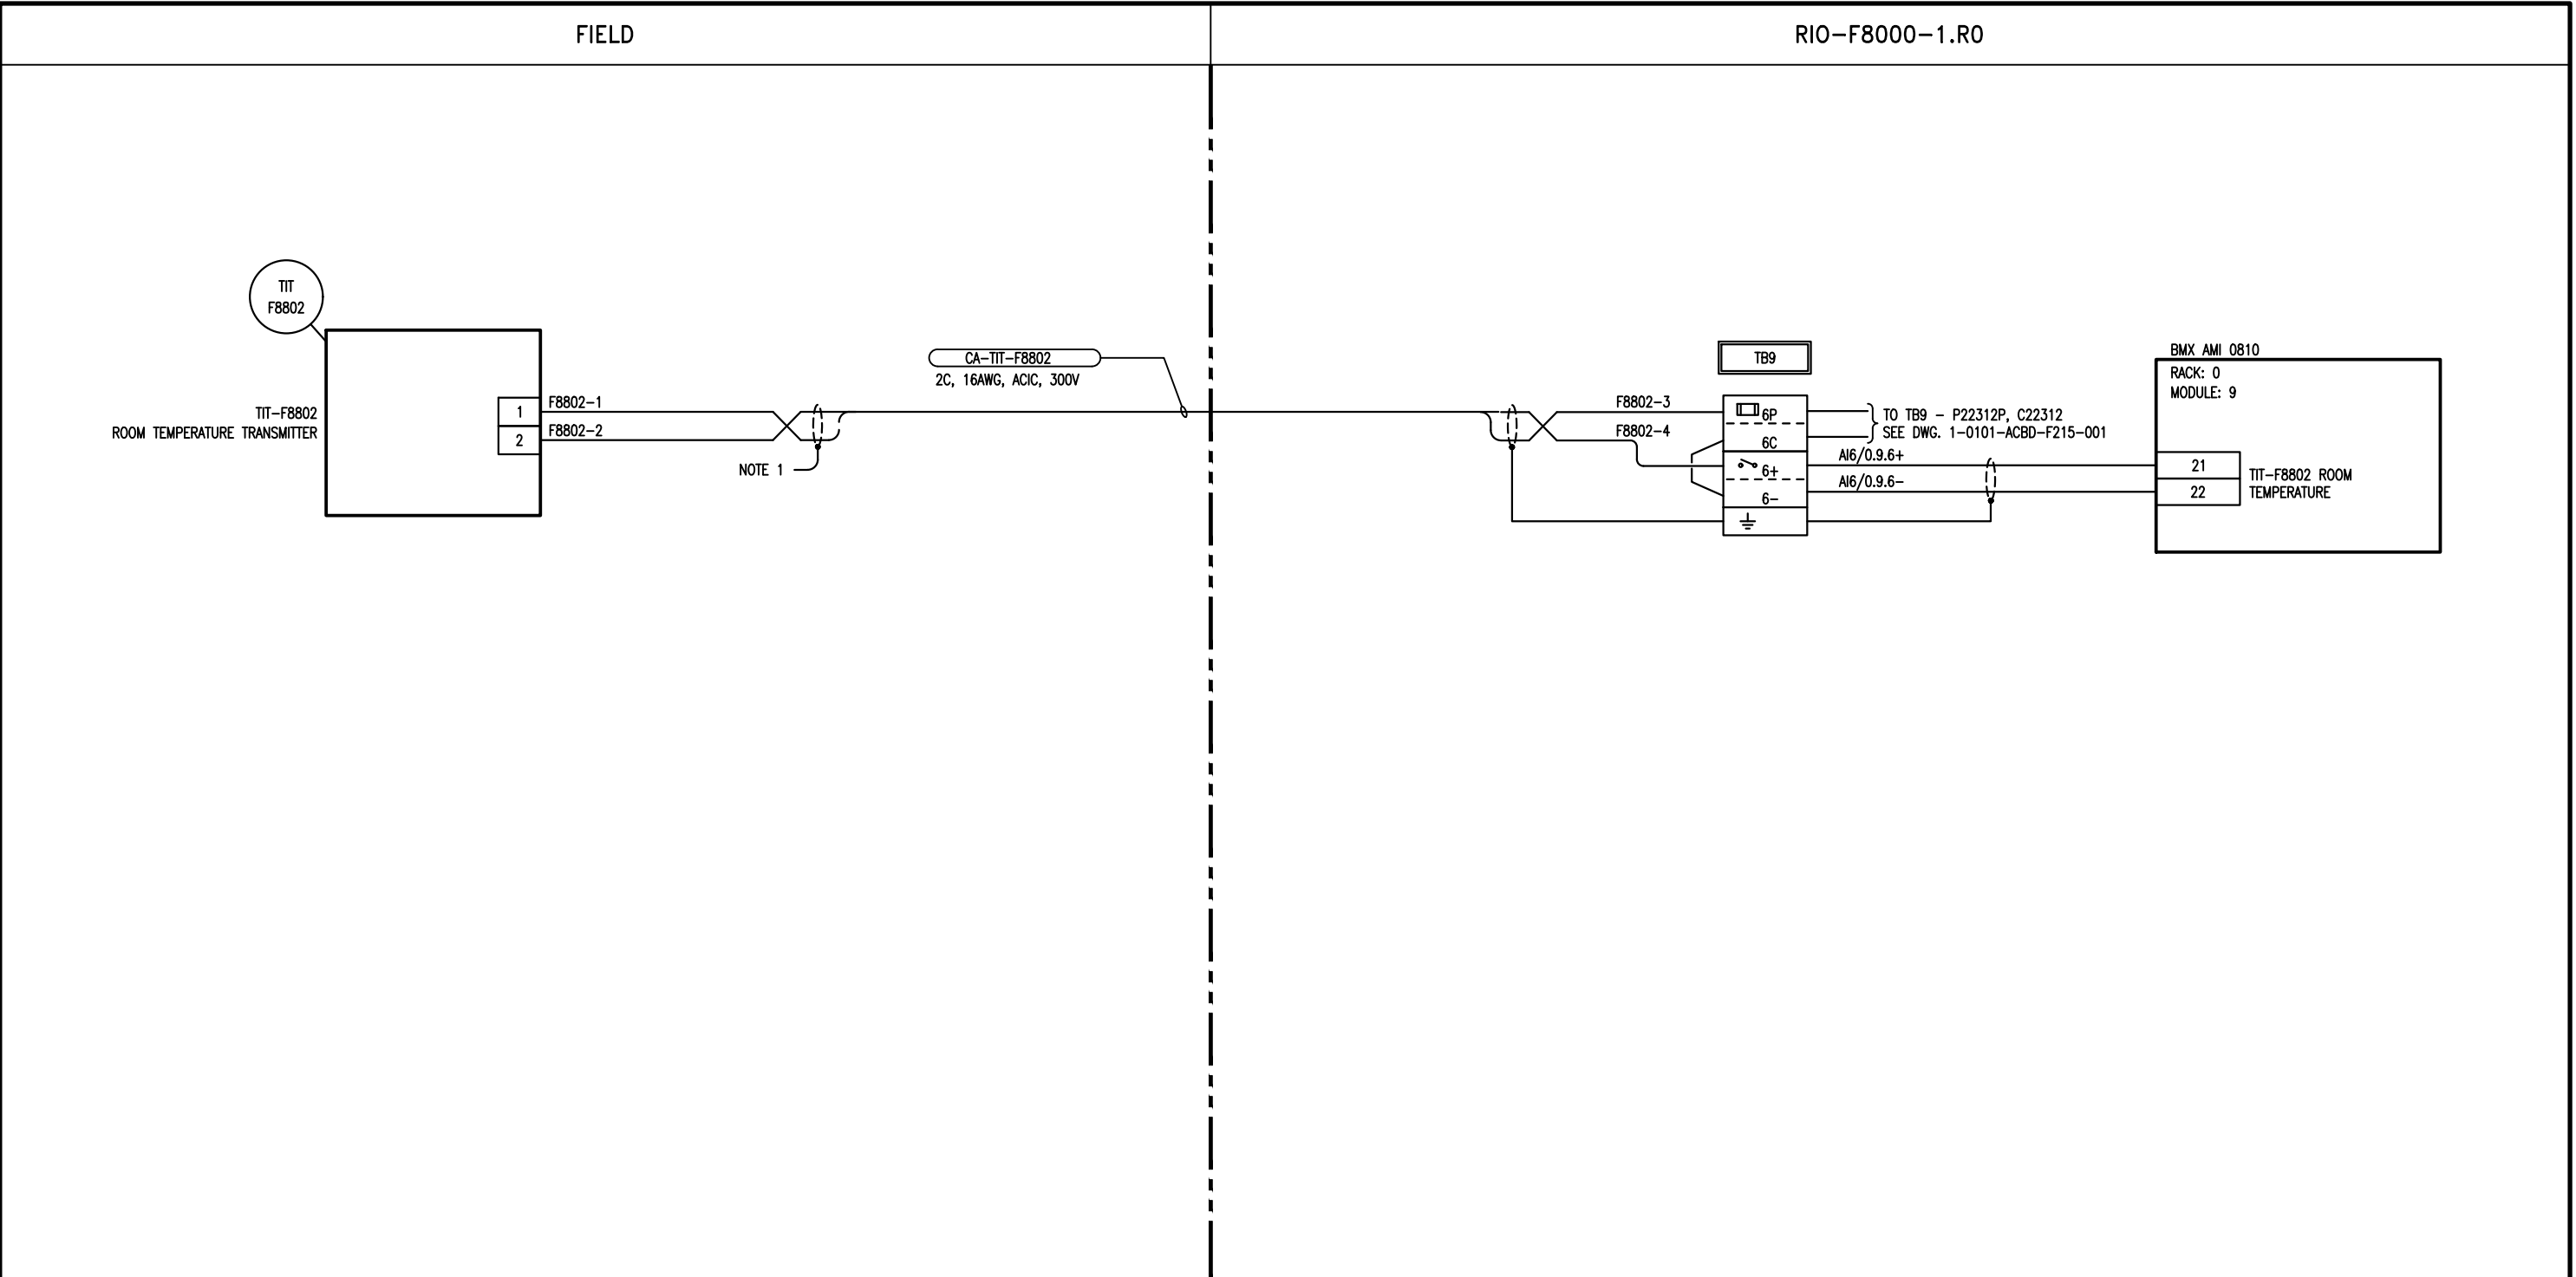 FIELD
RIO-F8000-1.R0
TIT
F8802
TIT-F8802
ROOM TEMPERATURE TRANSMITTER
1
2
F8802-1
F8802-2
NOTE 1
CA-TIT-F8802
2C, 16AWG, ACIC, 300V
F8802-3
F8802-4
TB9
6P
6C
6+
6-
TO TB9 - P22312P, C22312
SEE DWG. 1-0101-ACBD-F215-001
AI6/0.9.6+
AI6/0.9.6-
BMX AMI 0810
RACK: 0
MODULE: 9
21
22
TIT-F8802 ROOM
TEMPERATURE